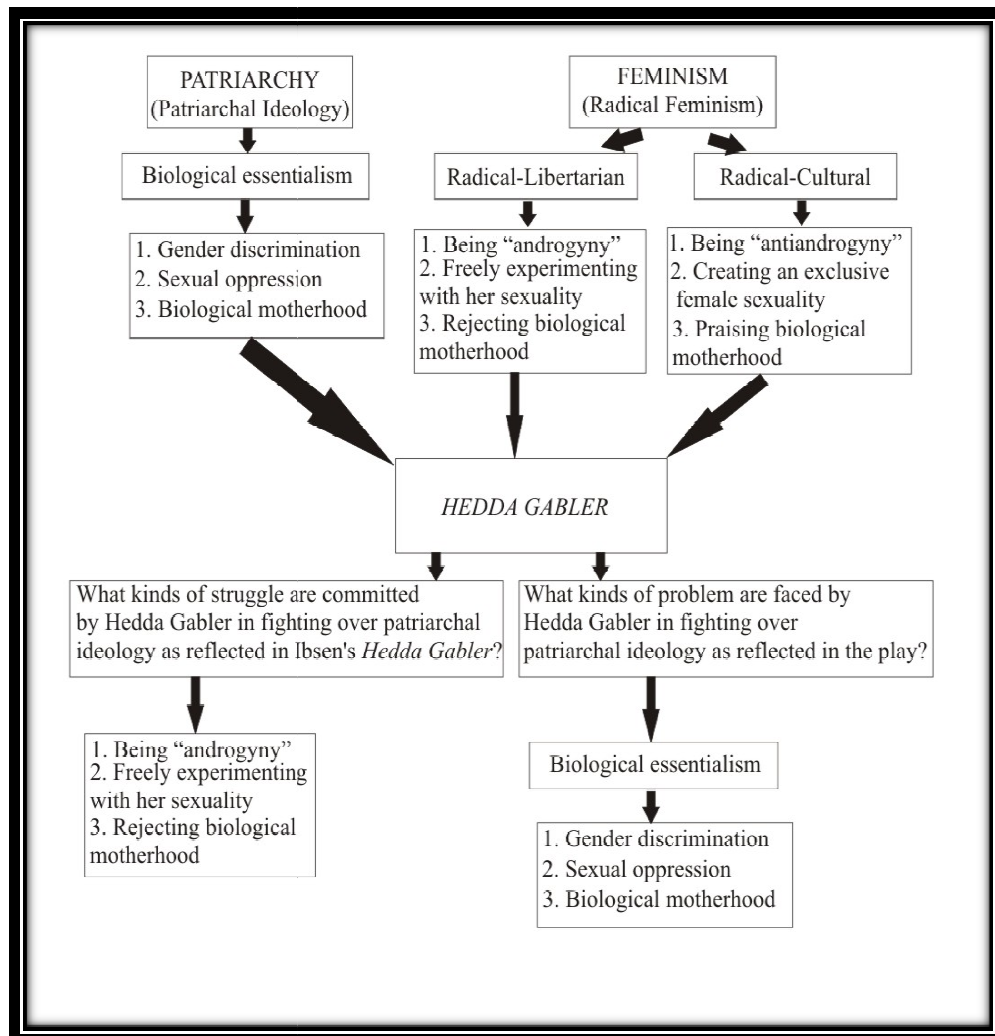 PATRIARCHY
(Patriarchal Ideology)
FEMINISM
(Radical Feminism)
Biological essentialism
Radical-Libertarian
Radical-Cultural
1. Gender discrimination
2. Sexual oppression
3. Biological motherhood
1. Being “androgyny”
2. Freely experimenting
with her sexuality
3. Rejecting biological
motherhood
1. Being “antiandrogyny”
2. Creating an exclusive
female sexuality
3. Praising biological
motherhood
HEDDA GABLER
What kinds of struggle are committed
by Hedda Gabler in fighting over patriarchal
ideology as reflected in Ibsen's Hedda Gabler?
What kinds of problem are faced by
Hedda Gabler in fighting over
patriarchal ideology as reflected in the play?
1. Being “androgyny”
2. Freely experimenting
with her sexuality
3. Rejecting biological
motherhood
Biological essentialism
1. Gender discrimination
2. Sexual oppression
3. Biological motherhood